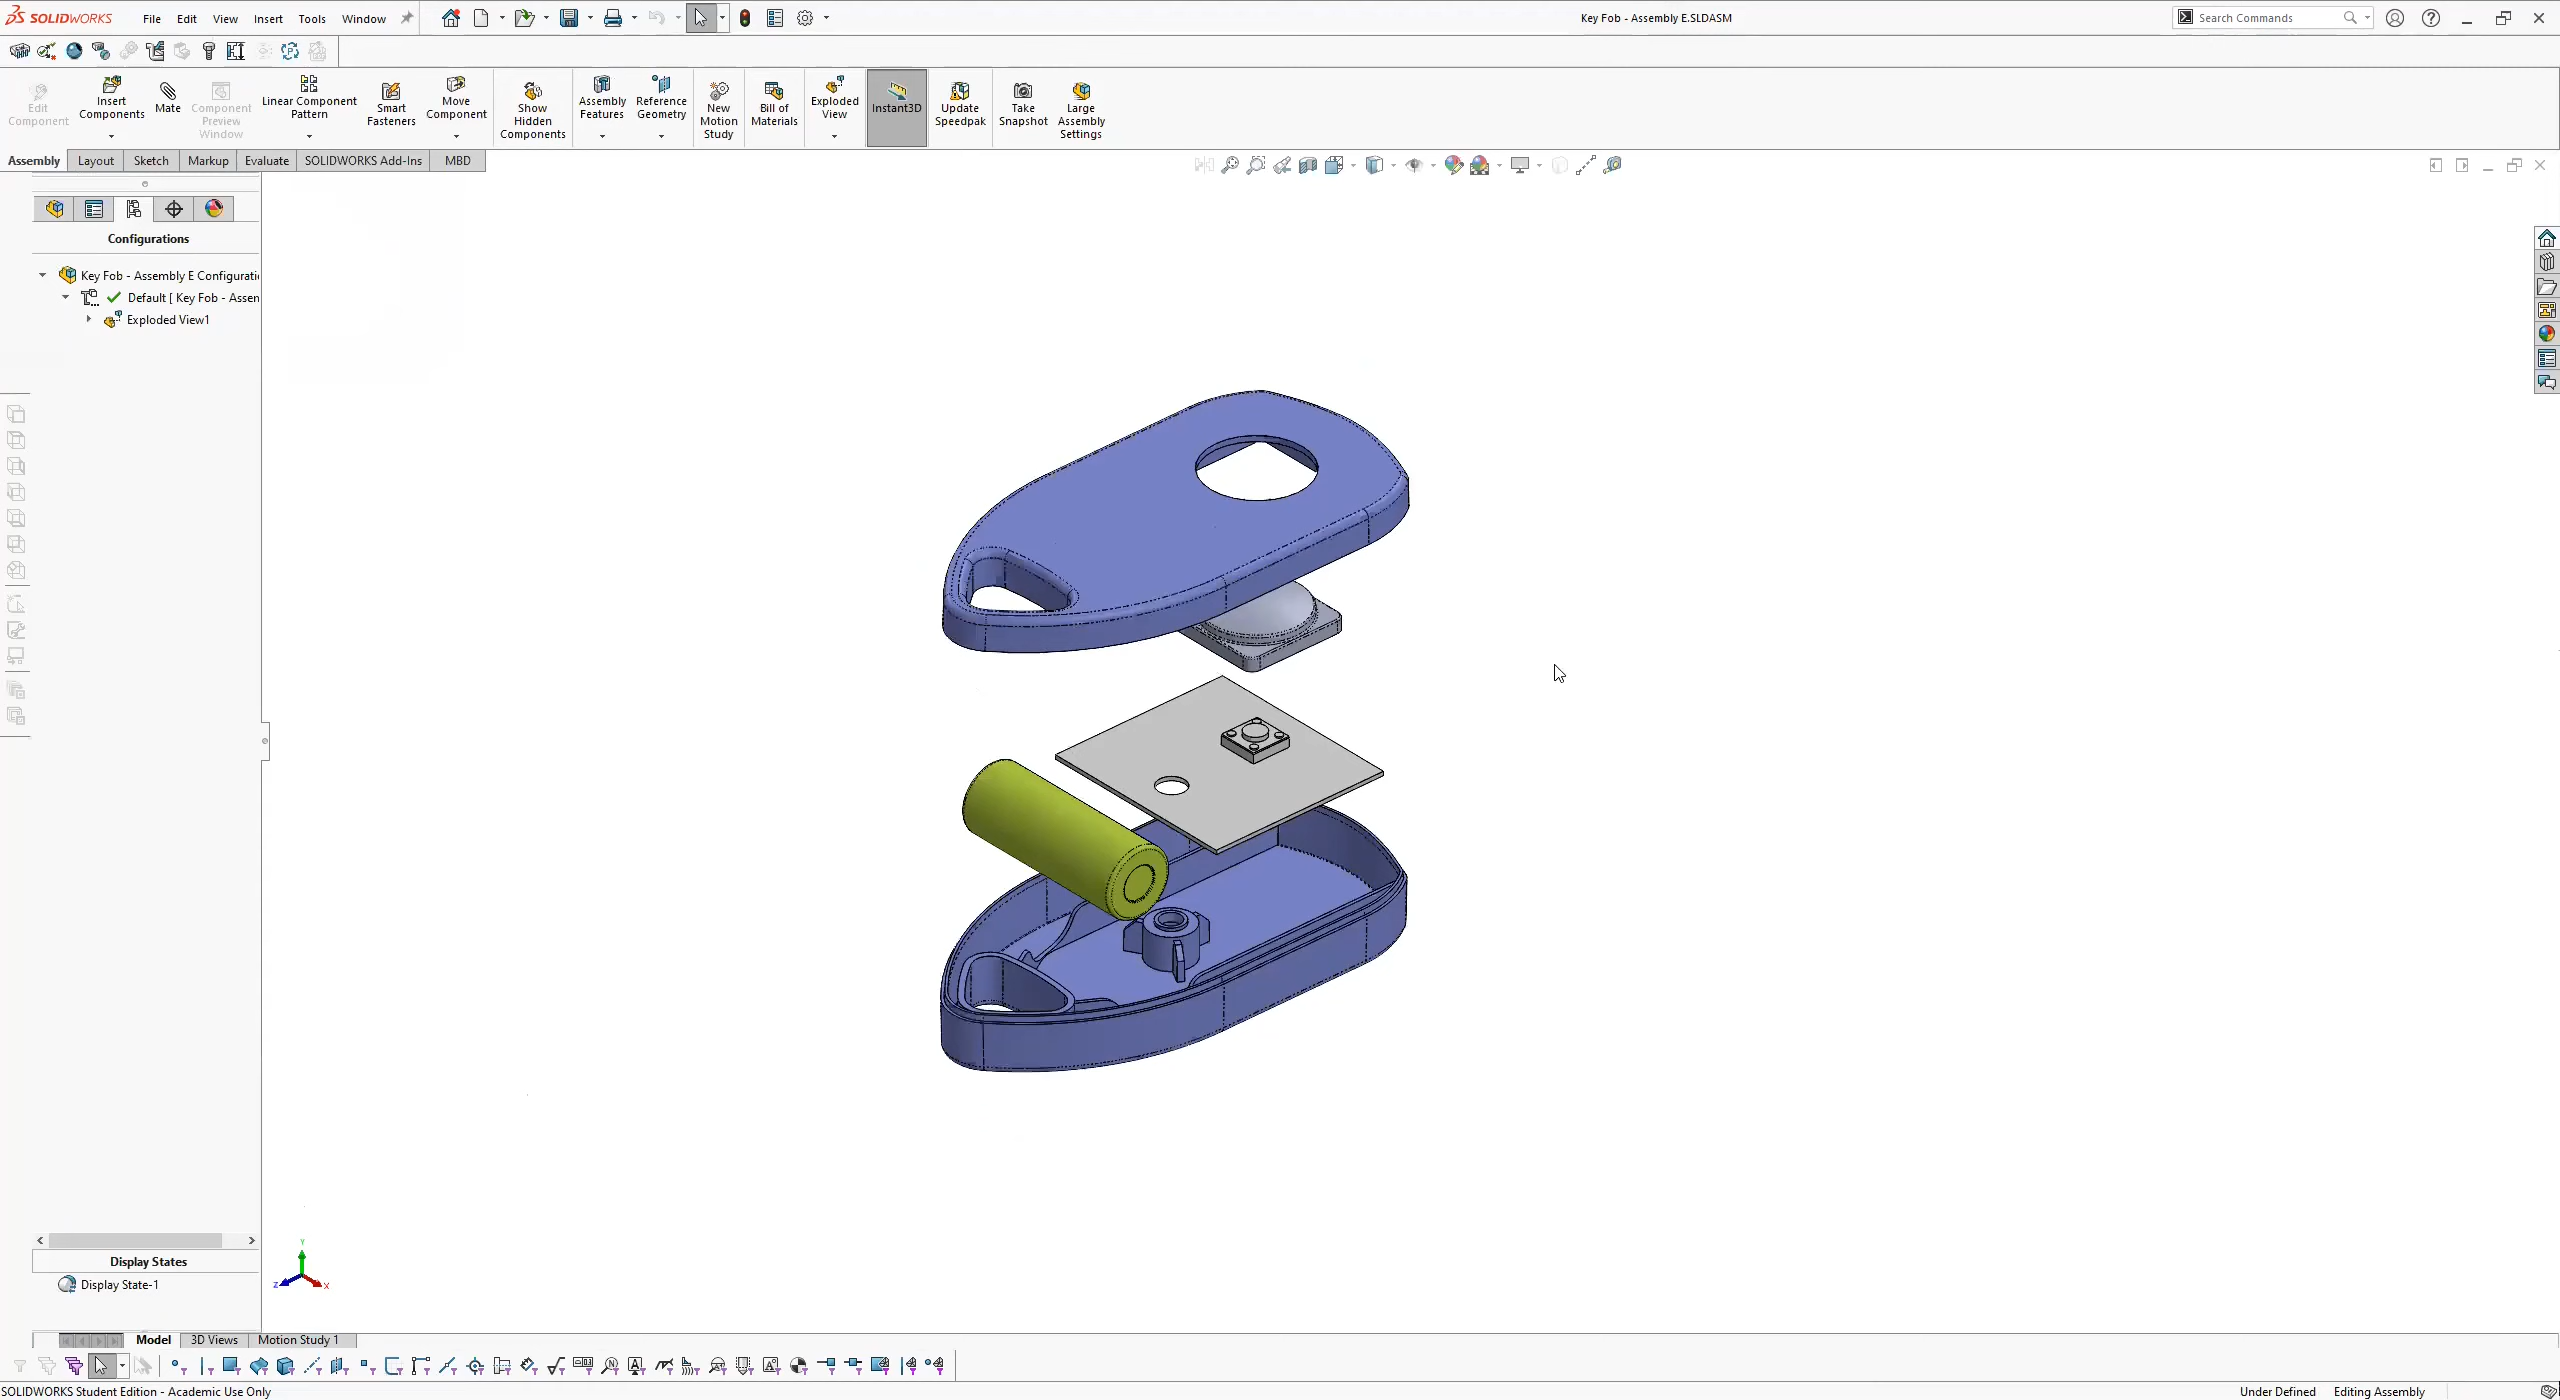 SOLIDWORKS
File Edit View Insert Tools Window
Key Fob - Assembly E.SLDASM
Search Commands
Edit Component
Insert Components
Mate
Component Preview Window
Linear Component Pattern
Smart Fasteners
Move Component
Show Hidden Components
Assembly Features
Reference Geometry
New Motion Study
Bill of Materials
Exploded View
Instant3D
Update Speedpak
Take Snapshot
Large Assembly Settings
Assembly Layout Sketch Markup Evaluate SOLIDWORKS Add-Ins MBD
Configurations
Key Fob - Assembly E Configurati
Default [ Key Fob - Assen
Exploded View1
Y
Z X
Display States
Display State-1
Model 3D Views Motion Study 1
SOLIDWORKS Student Edition - Academic Use Only
Under Defined Editing Assembly